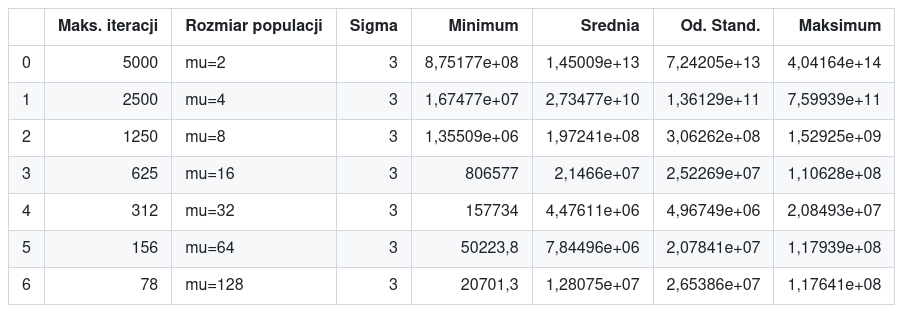 Maks. iteracji Rozmiar populacji Sigma Minimum Srednia Od. Stand. Maksimum
0 5000 mu=2 3 8,75177e+08 1,45009e+13 7,24205e+13 4,04164e+14
1 2500 mu=4 3 1,67477e+07 2,73477e+10 1,36129e+11 7,59939e+11
2 1250 mu=8 3 1,35509e+06 1,97241e+08 3,06262e+08 1,52925e+09
3 625 mu=16 3 806577 2,1466e+07 2,52269e+07 1,10628e+08
4 312 mu=32 3 157734 4,47611e+06 4,96749e+06 2,08493e+07
5 156 mu=64 3 50223,8 7,84496e+06 2,07841e+07 1,17939e+08
6 78 mu=128 3 20701,3 1,28075e+07 2,65386e+07 1,17641e+08